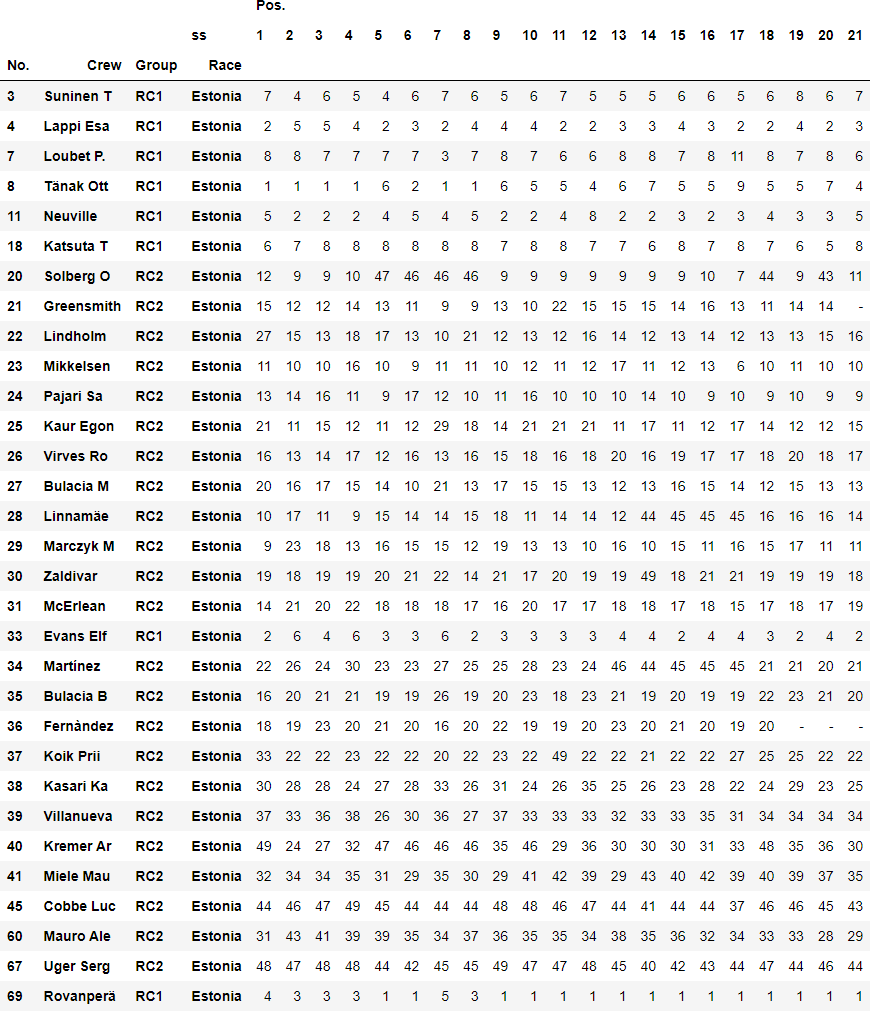 Pos.
ss 1 2 3 4 5 6 7 8 9 10 11 12 13 14 15 16 17 18 19 20 21
No. Crew Group Race
3 Suninen T RC1 Estonia 7 4 6 5 4 6 7 6 5 6 7 5 5 5 6 6 5 6 8 6 7
4 Lappi Esa RC1 Estonia 2 5 5 4 2 3 2 4 4 4 2 2 3 3 4 3 2 2 4 2 3
7 Loubet P. RC1 Estonia 8 8 7 7 7 7 3 7 8 7 6 6 8 8 7 8 11 8 7 8 6
8 Tänak Ott RC1 Estonia 1 1 1 1 6 2 1 1 6 5 5 4 6 7 5 5 9 5 5 7 4
11 Neuville RC1 Estonia 5 2 2 2 4 5 4 5 2 2 4 8 2 2 3 2 3 4 3 3 5
18 Katsuta T RC1 Estonia 6 7 8 8 8 8 8 8 7 8 8 7 7 6 8 7 8 7 6 5 8
20 Solberg O RC2 Estonia 12 9 9 10 47 46 46 46 9 9 9 9 9 9 9 10 7 44 9 43 11
21 Greensmith RC2 Estonia 15 12 12 14 13 11 9 9 13 10 22 15 15 15 14 16 13 11 14 14 -
22 Lindholm RC2 Estonia 27 15 13 18 17 13 10 21 12 13 12 16 14 12 13 14 12 13 13 15 16
23 Mikkelsen RC2 Estonia 11 10 10 16 10 9 11 11 10 12 11 12 17 11 12 13 6 10 11 10 10
24 Pajari Sa RC2 Estonia 13 14 16 11 9 17 12 10 11 16 10 10 10 14 10 9 10 9 10 9 9
25 Kaur Egon RC2 Estonia 21 11 15 12 11 12 29 18 14 21 21 21 11 17 11 12 17 14 12 12 15
26 Virves Ro RC2 Estonia 16 13 14 17 12 16 13 16 15 18 16 18 20 16 19 17 17 18 20 18 17
27 Bulacia M RC2 Estonia 20 16 17 15 14 10 21 13 17 15 15 13 12 13 16 15 14 12 15 13 13
28 Linnamäe RC2 Estonia 10 17 11 9 15 14 14 15 18 11 14 14 12 44 45 45 45 16 16 16 14
29 Marczyk M RC2 Estonia 9 23 18 13 16 15 15 12 19 13 13 10 16 10 15 11 16 15 17 11 11
30 Zaldivar RC2 Estonia 19 18 19 19 20 21 22 14 21 17 20 19 19 49 18 21 21 19 19 19 18
31 McErlean RC2 Estonia 14 21 20 22 18 18 18 17 16 20 17 17 18 18 17 18 15 17 18 17 19
33 Evans Elf RC1 Estonia 2 6 4 6 3 3 6 2 3 3 3 3 4 4 2 4 4 3 2 4 2
34 Martínez RC2 Estonia 22 26 24 30 23 23 27 25 25 28 23 24 46 44 45 45 45 21 21 20 21
35 Bulacia B RC2 Estonia 16 20 21 21 19 19 26 19 20 23 18 23 21 19 20 19 19 22 23 21 20
36 Fernàndez RC2 Estonia 18 19 23 20 21 20 16 20 22 19 19 20 23 20 21 20 19 20 - - -
37 Koik Prii RC2 Estonia 33 22 22 23 22 22 20 22 23 22 49 22 22 21 22 22 27 25 25 22 22
38 Kasari Ka RC2 Estonia 30 28 28 24 27 28 33 26 31 24 26 35 25 26 23 28 22 24 29 23 25
39 Villanueva RC2 Estonia 37 33 36 38 26 30 36 27 37 33 33 33 32 33 33 35 31 34 34 34 34
40 Kremer Ar RC2 Estonia 49 24 27 32 47 46 46 46 35 46 29 36 30 30 30 31 33 48 35 36 30
41 Miele Mau RC2 Estonia 32 34 34 35 31 29 35 30 29 41 42 39 29 43 40 42 39 40 39 37 35
45 Cobbe Luc RC2 Estonia 44 46 47 49 45 44 44 44 48 48 46 47 44 41 44 44 37 46 46 45 43
60 Mauro Ale RC2 Estonia 31 43 41 39 39 35 34 37 36 35 35 34 38 35 36 32 34 33 33 28 29
67 Uger Serg RC2 Estonia 48 47 48 48 44 42 45 45 49 47 47 48 45 40 42 43 44 47 44 46 44
69 Rovanperä RC1 Estonia 4 3 3 3 1 1 5 3 1 1 1 1 1 1 1 1 1 1 1 1 1